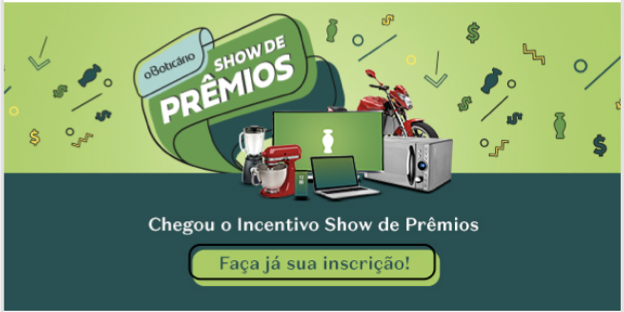 oBoticário
SHOW DE
PRÊMIOS
Chegou o Incentivo Show de Prêmios
Faça já sua inscrição!